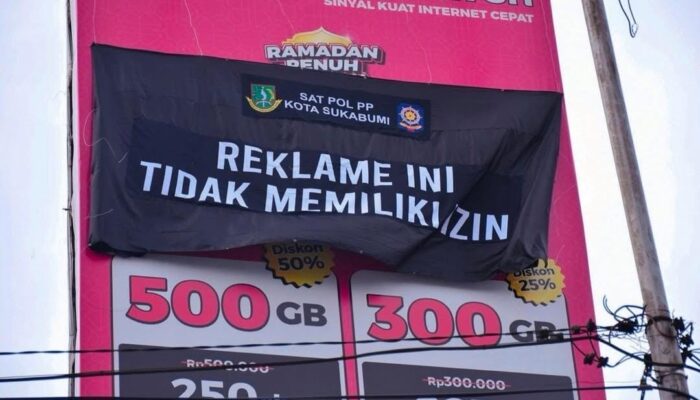 SINYAL KUAT INTERNET CEPAT
RAMADAN
PENUH
SAT POL PP
KOTA SUKABUMI
REKLAME INI
TIDAK MEMILIKI IZIN
Diskon
50%
500 GB
Rp500.000
250
Diskon
25%
300 GB
Rp300.000